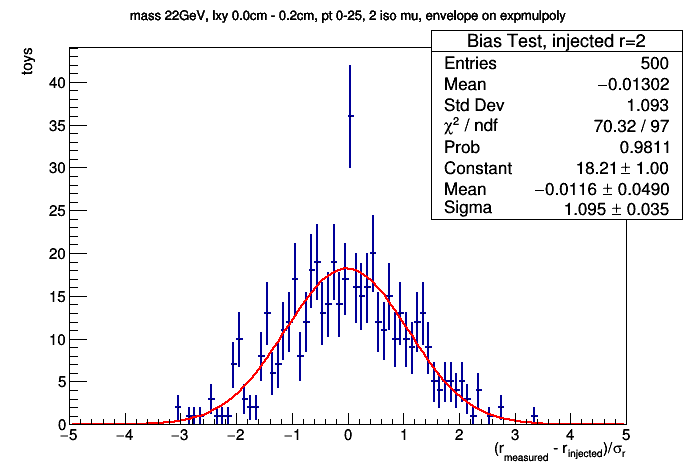 mass 22GeV, lxy 0.0cm - 0.2cm, pt 0-25, 2 iso mu, envelope on expmulpoly
toys
Bias Test, injected r=2
Entries 500
Mean −0.01302
Std Dev 1.093
χ² / ndf 70.32 / 97
Prob 0.9811
Constant 18.21 ± 1.00
Mean −0.0116 ± 0.0490
Sigma 1.095 ± 0.035
40
35
30
25
20
15
10
5
0
−5 −4 −3 −2 −1 0 1 2 3 4 5
(r_measured - r_injected)/σ_r